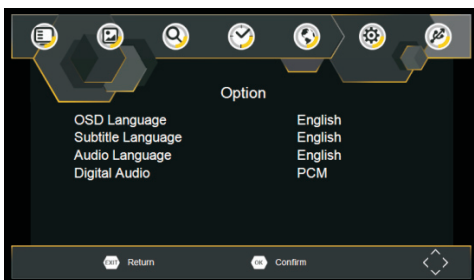 Option
OSD Language English
Subtitle Language English
Audio Language English
Digital Audio PCM
EXIT Return OK Confirm